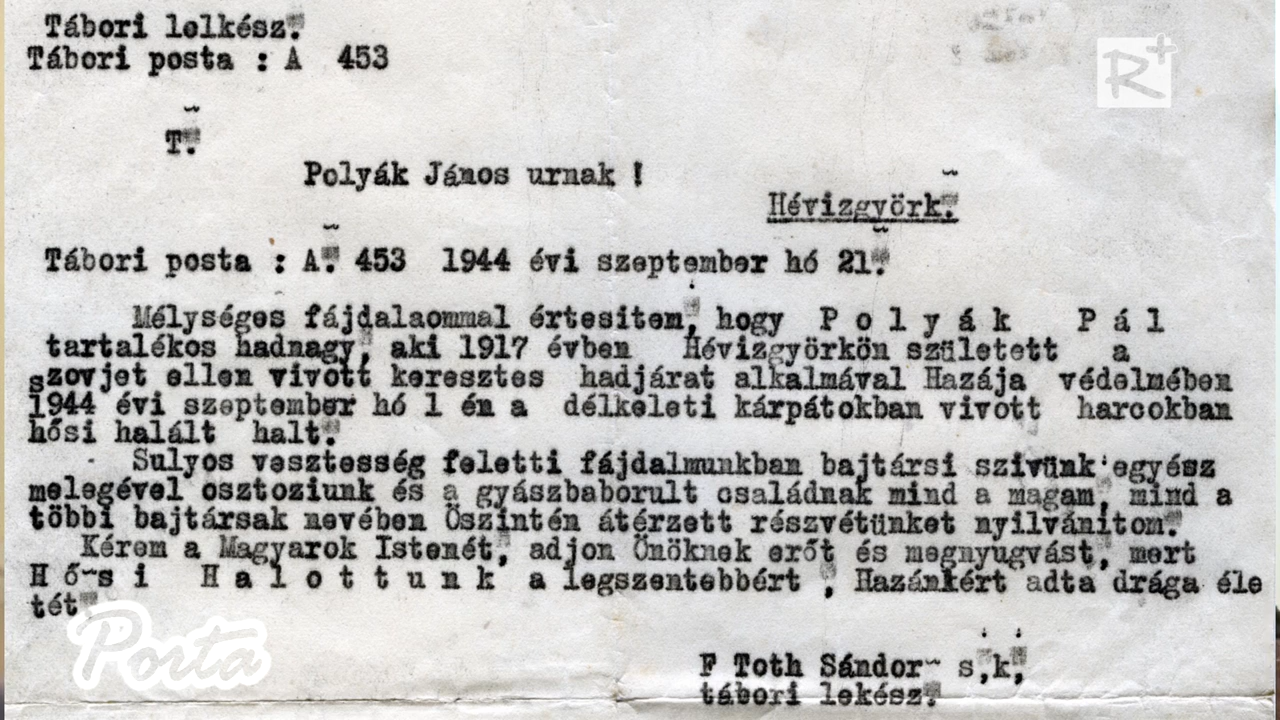 Tábori lelkész.
Tábori posta : A 453
R+
T.
Polyák János urnak !
Hévizgyörk.
Tábori posta : A. 453 1944 évi szeptember hó 21.
Mélységes fájdalaommal értesitem, hogy P o l y á k P á l
tartalékos hadnagy, aki 1917 évben Hévizgyörkön született a
szovjet ellen vivott keresztes hadjárat alkalmával Hazája védelmében
1944 évi szeptember hó 1 én a délkeleti kárpátokban vivott harcokban
hősi halált halt.
Sulyos vesztesség feletti fájdalmunkban bajtársi szivünk egyész
melegével osztoziunk és a gyászbaborult családnak mind a magam, mind a
többi bajtársak nevében Öszintén átérzett részvétünket nyilvánitom.
Kérem a Magyarok Istenét, adjon Önöknek erőt és megnyugvást, mert
H ő s i H a l o t t u n k a legszentebbért , Hazánkért adta drága éle
tét.
Porta
F Toth Sándor s,k,
tábori lekész.